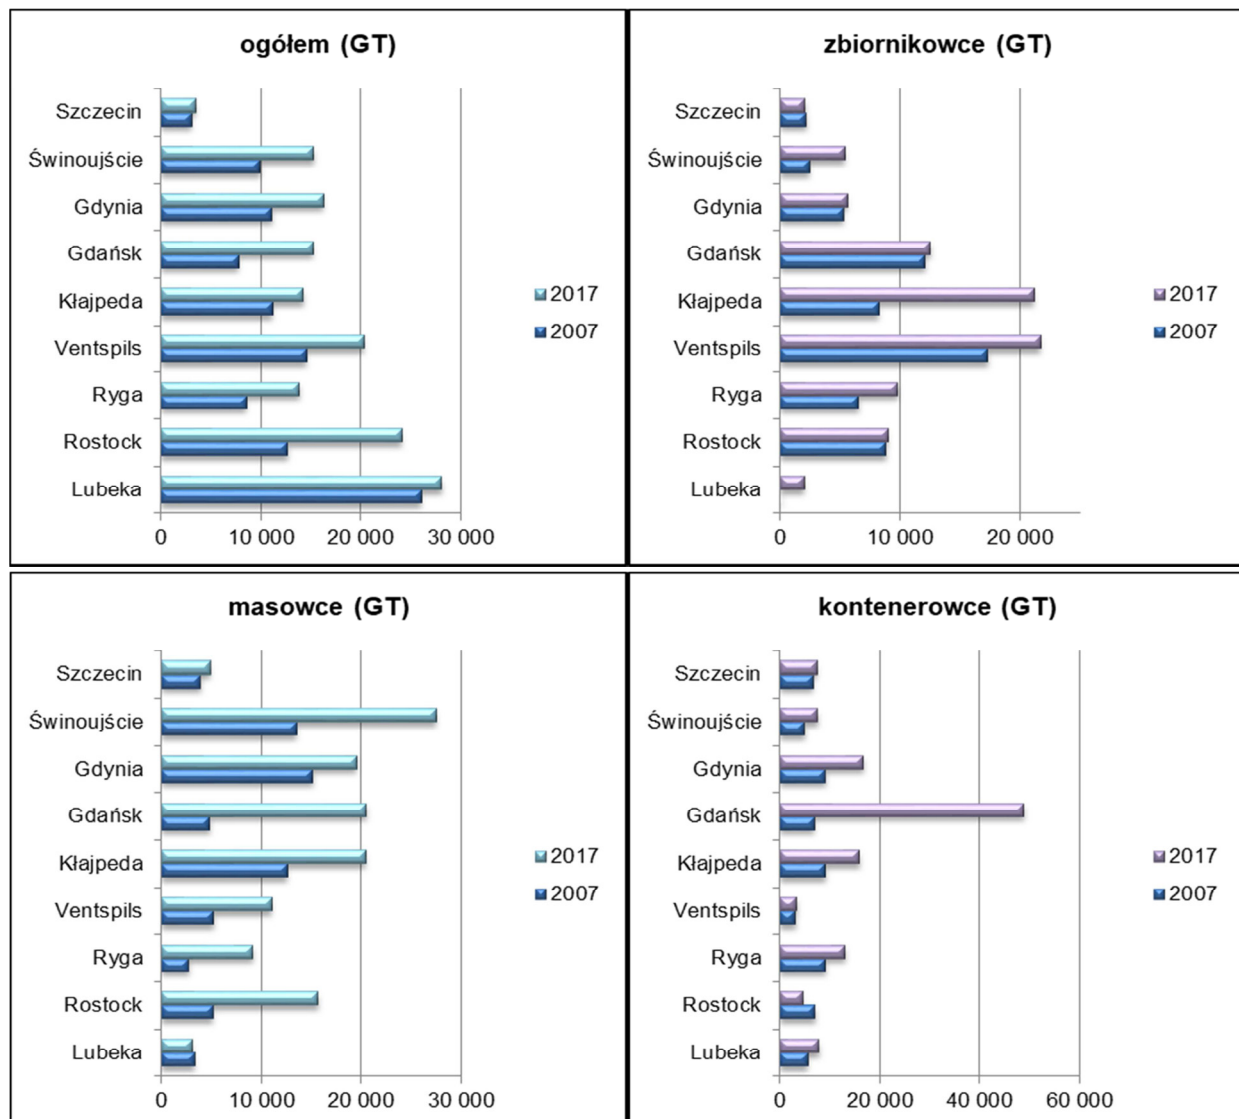 ogółem (GT)
Szczecin
Świnoujście
Gdynia
Gdańsk
Kłajpeda
Ventspils
Ryga
Rostock
Lubeka
0 10 000 20 000 30 000
2017
2007
zbiornikowce (GT)
Szczecin
Świnoujście
Gdynia
Gdańsk
Kłajpeda
Ventspils
Ryga
Rostock
Lubeka
0 10 000 20 000
2017
2007
masowce (GT)
Szczecin
Świnoujście
Gdynia
Gdańsk
Kłajpeda
Ventspils
Ryga
Rostock
Lubeka
0 10 000 20 000 30 000
2017
2007
kontenerowce (GT)
Szczecin
Świnoujście
Gdynia
Gdańsk
Kłajpeda
Ventspils
Ryga
Rostock
Lubeka
0 20 000 40 000 60 000
2017
2007